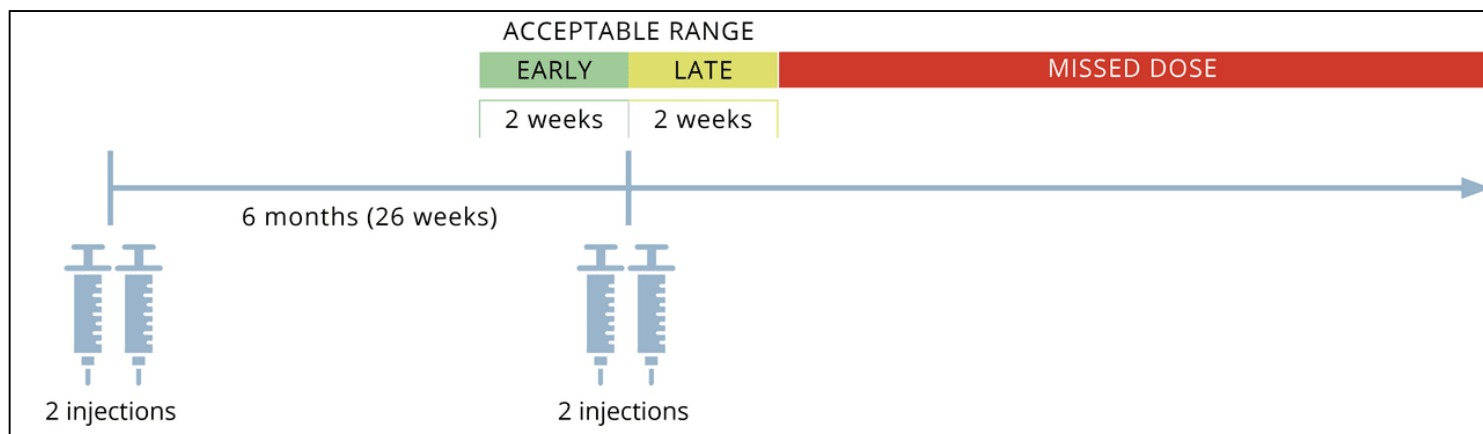 ACCEPTABLE RANGE
EARLY LATE MISSED DOSE
2 weeks 2 weeks
6 months (26 weeks)
2 injections 2 injections